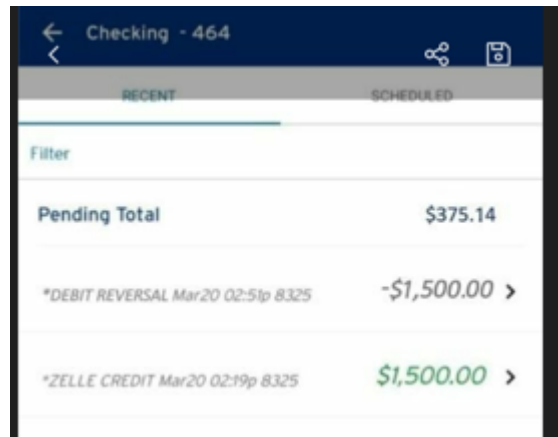 Checking - 464
RECENT SCHEDULED
Filter
Pending Total $375.14
*DEBIT REVERSAL Mar20 02:51p 8325 -$1,500.00
*ZELLE CREDIT Mar20 02:19p 8325 $1,500.00